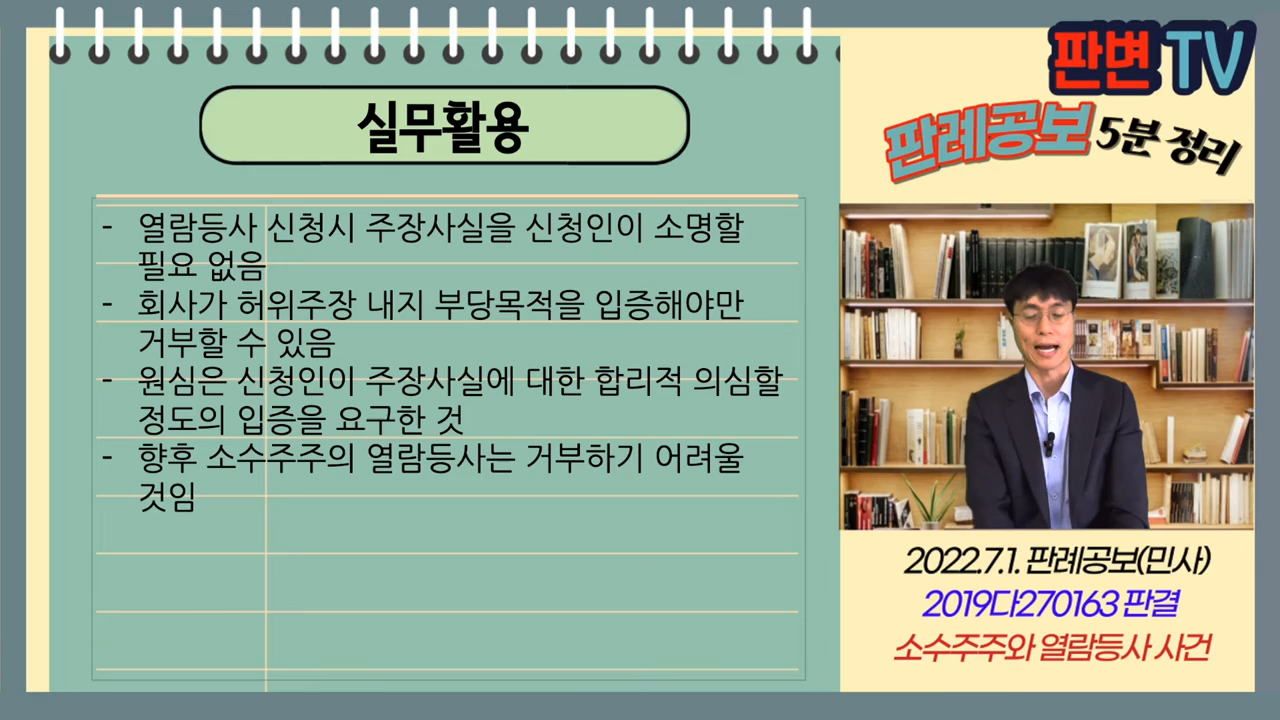 판변 TV
판례공보 5분 정리
실무활용
- 열람등사 신청시 주장사실을 신청인이 소명할
필요 없음
- 회사가 허위주장 내지 부당목적을 입증해야만
거부할 수 있음
- 원심은 신청인이 주장사실에 대한 합리적 의심할
정도의 입증을 요구한 것
- 향후 소수주주의 열람등사는 거부하기 어려울
것임
2022.7.1. 판례공보(민사)
2019다270163 판결
소수주주와 열람등사 사건